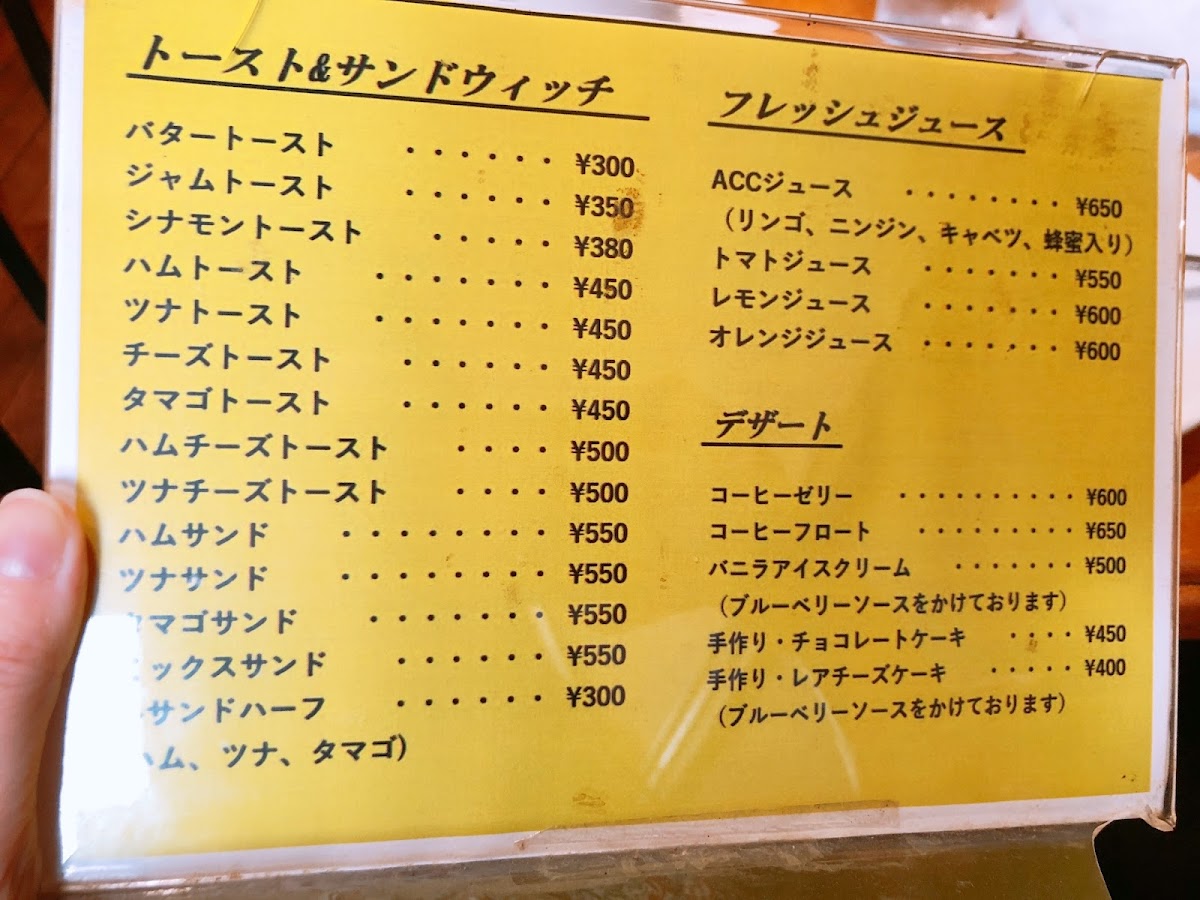 トースト&サンドウィッチ
バタートースト ・・・・・・ ¥300
ジャムトースト ・・・・・・ ¥350
シナモントースト ・・・・・ ¥380
ハムトースト ・・・・・・・ ¥450
ツナトースト ・・・・・・・ ¥450
チーズトースト ・・・・・・ ¥450
タマゴトースト ・・・・・・ ¥450
ハムチーズトースト ・・・・ ¥500
ツナチーズトースト ・・・・ ¥500
ハムサンド ・・・・・・・・ ¥550
ツナサンド ・・・・・・・・ ¥550
タマゴサンド ・・・・・・・ ¥550
ミックスサンド ・・・・・・ ¥550
サンドハーフ ・・・・・・ ¥300
ハム、ツナ、タマゴ）
フレッシュジュース
ACCジュース ・・・・・・・・ ¥650
（リンゴ、ニンジン、キャベツ、蜂蜜入り）
トマトジュース ・・・・・・・ ¥550
レモンジュース ・・・・・・・ ¥600
オレンジジュース ・・・・・・・ ¥600
デザート
コーヒーゼリー ・・・・・・・・・・ ¥600
コーヒーフロート ・・・・・・・・・ ¥650
バニラアイスクリーム ・・・・・・・ ¥500
（ブルーベリーソースをかけております）
手作り・チョコレートケーキ ・・・・ ¥450
手作り・レアチーズケーキ ・・・・・ ¥400
（ブルーベリーソースをかけております）